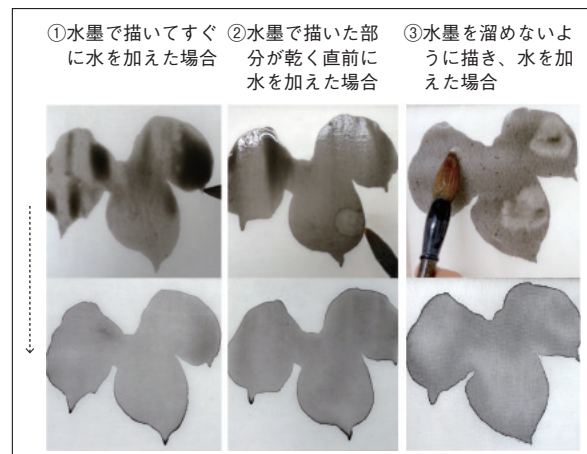 ①水墨で描いてすぐ
に水を加えた場合
②水墨で描いた部
分が乾く直前に
水を加えた場合
③水墨を溜めないよ
うに描き、水を加
えた場合